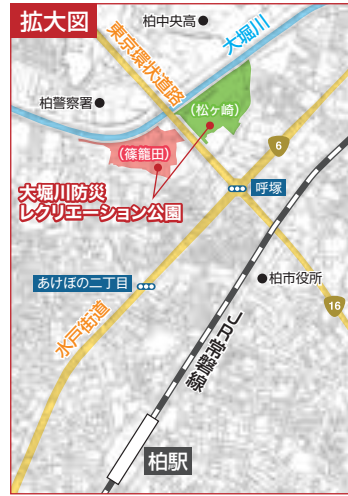 拡大図
柏中央高
大堀川
東京環状道路
柏警察署
(松ヶ崎)
(篠籠田)
6
大堀川防災
レクリエーション公園
呼塚
あけぼの二丁目
柏市役所
16
水戸街道
JR常磐線
柏駅